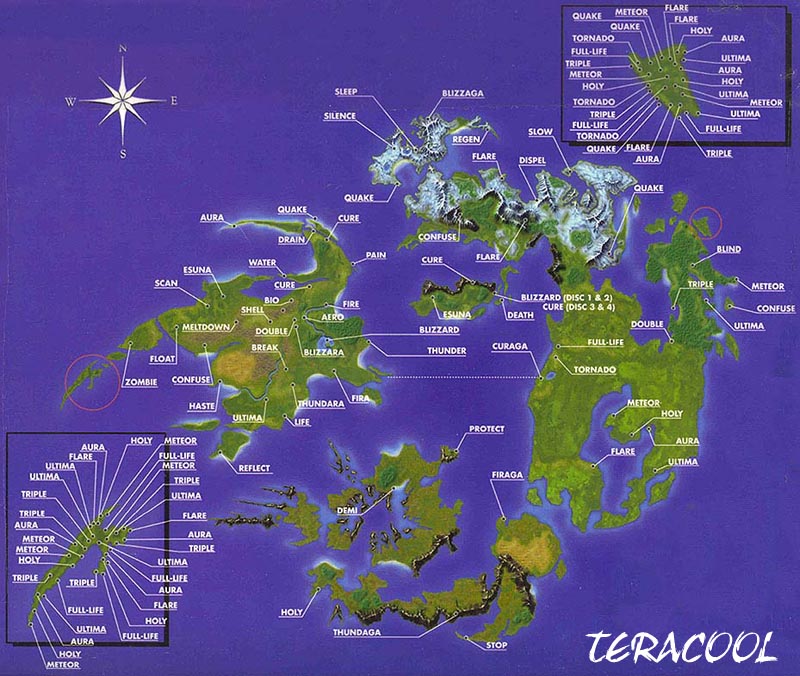 N
W E
S
METEOR
FLARE
QUAKE
FLARE
QUAKE
HOLY
TORNADO
AURA
FULL-LIFE
ULTIMA
TRIPLE
AURA
METEOR
HOLY
HOLY
ULTIMA
TORNADO
METEOR
TRIPLE
ULTIMA
FULL-LIFE
FULL-LIFE
TORNADO
QUAKE
FLARE
AURA
TRIPLE
SLEEP
BLIZZAGA
SILENCE
REGEN
SLOW
FLARE
DISPEL
QUAKE
QUAKE
AURA
QUAKE
CURE
DRAIN
CONFUSE
FLARE
PAIN
BLIND
WATER
ESUNA
CURE
SCAN
CURE
TRIPLE
METEOR
BIO
FIRE
BLIZZARD (DISC 1 & 2)
CURE (DISC 3 & 4)
CONFUSE
SHELL
AERO
ESUNA
DEATH
ULTIMA
MELTDOWN
DOUBLE
BLIZZARD
DOUBLE
BREAK
BLIZZARA
THUNDER
CURAGA
FULL-LIFE
FLOAT
TORNADO
ZOMBIE
CONFUSE
HASTE
THUNDARA
FIRA
METEOR
HOLY
ULTIMA
LIFE
AURA
PROTECT
FLARE
ULTIMA
REFLECT
FIRAGA
DEMI
HOLY
THUNDAGA
STOP
HOLY
METEOR
AURA
FULL-LIFE
FLARE
METEOR
ULTIMA
ULTIMA
TRIPLE
TRIPLE
ULTIMA
TRIPLE
FLARE
AURA
METEOR
AURA
METEOR
TRIPLE
HOLY
ULTIMA
TRIPLE
TRIPLE
FULL-LIFE
AURA
FULL-LIFE
FLARE
ULTIMA
HOLY
AURA
FULL-LIFE
HOLY
METEOR
TERACOOL